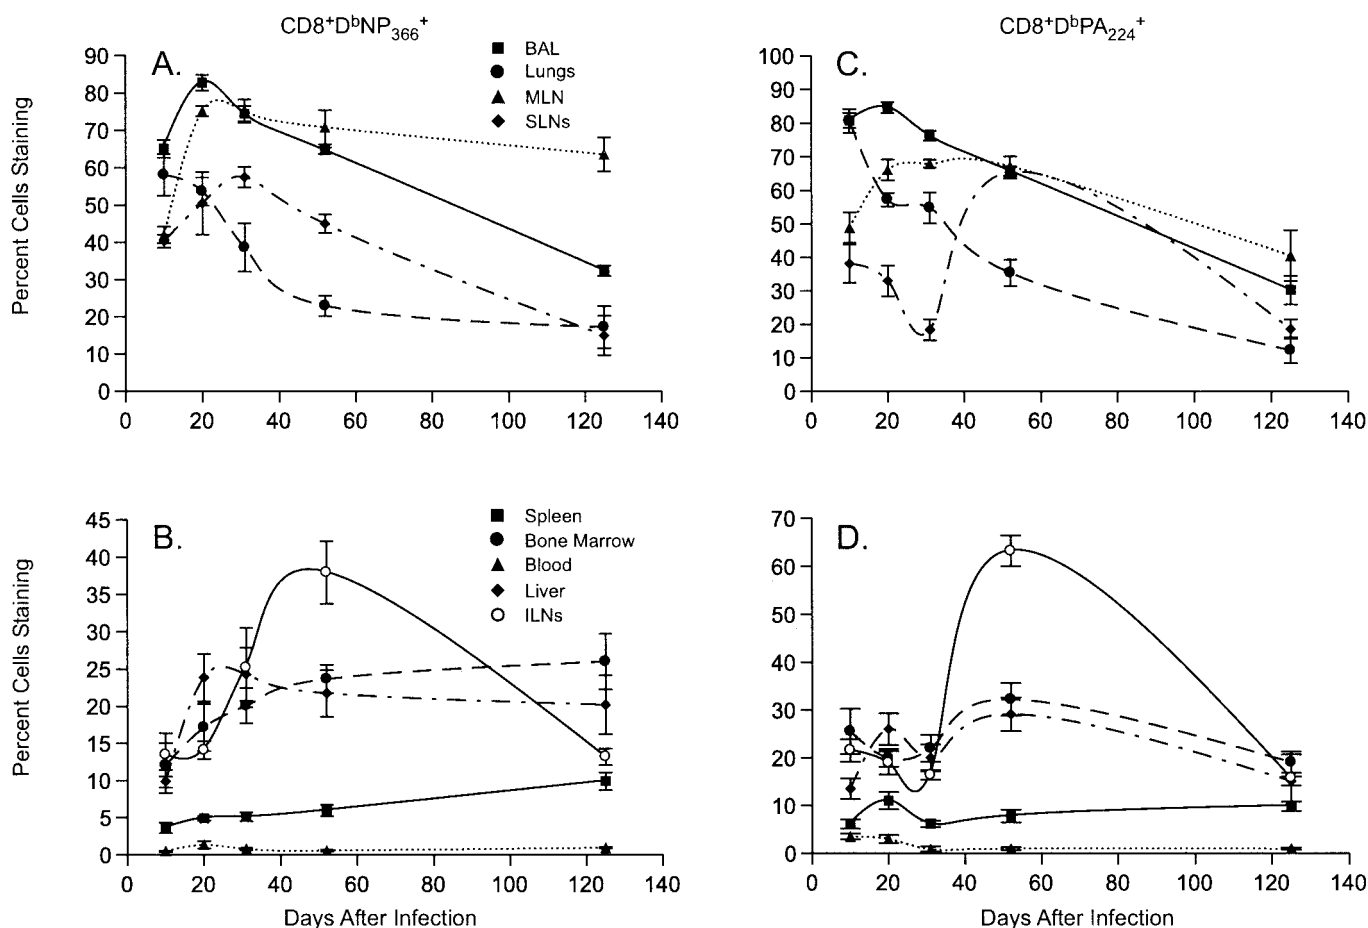 CD8⁺DᵇNP₃₆₆⁺
CD8⁺DᵇPA₂₂₄⁺
A.
BAL
Lungs
MLN
SLNs
Percent Cells Staining
90
80
70
60
50
40
30
20
10
0
0 20 40 60 80 100 120 140
C.
100
90
80
70
60
50
40
30
20
10
0
0 20 40 60 80 100 120 140
B.
Spleen
Bone Marrow
Blood
Liver
ILNs
Percent Cells Staining
45
40
35
30
25
20
15
10
5
0
0 20 40 60 80 100 120 140
Days After Infection
D.
70
60
50
40
30
20
10
0
0 20 40 60 80 100 120 140
Days After Infection